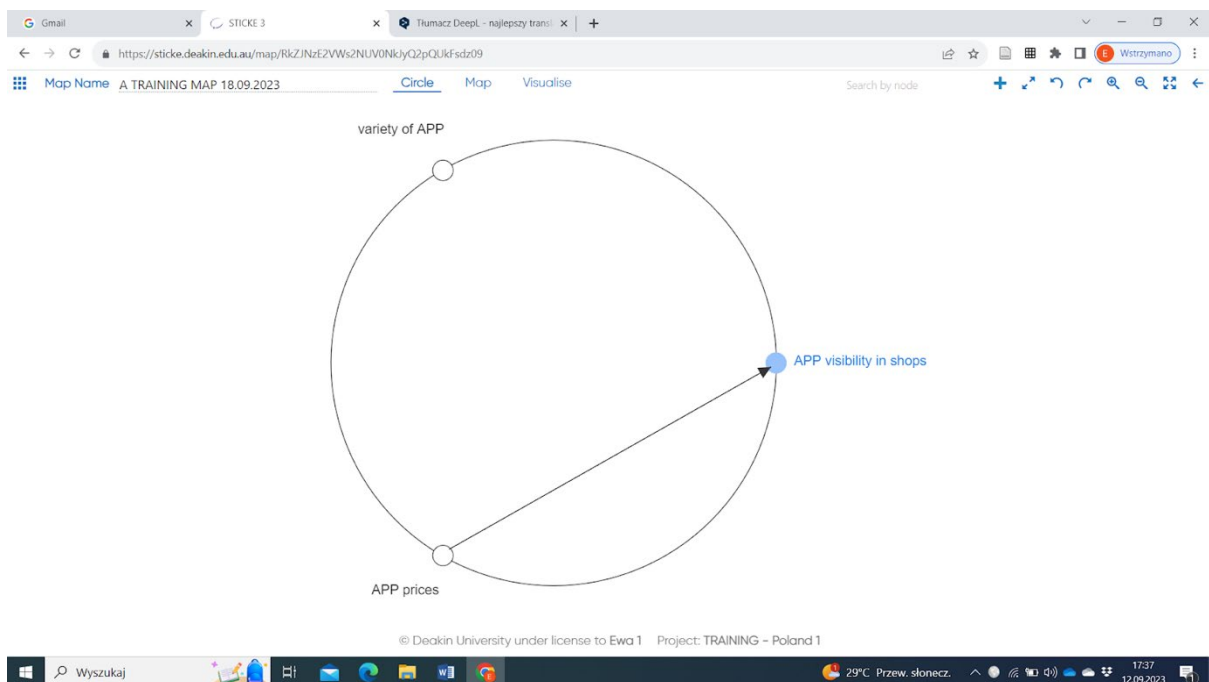 Gmail
STICKE 3
Tłumacz DeepL - najlepszy transl
https://sticke.deakin.edu.au/map/RkZJNzE2VWs2NUV0NkJyQ2pQUkFsdz09
E Wstrzymano
Map Name A TRAINING MAP 18.09.2023 Circle Map Visualise Search by node
variety of APP
APP visibility in shops
APP prices
© Deakin University under license to Ewa 1 Project: TRAINING - Poland 1
Wyszukaj
29°C Przew. słonecz.
17:37
12.09.2023